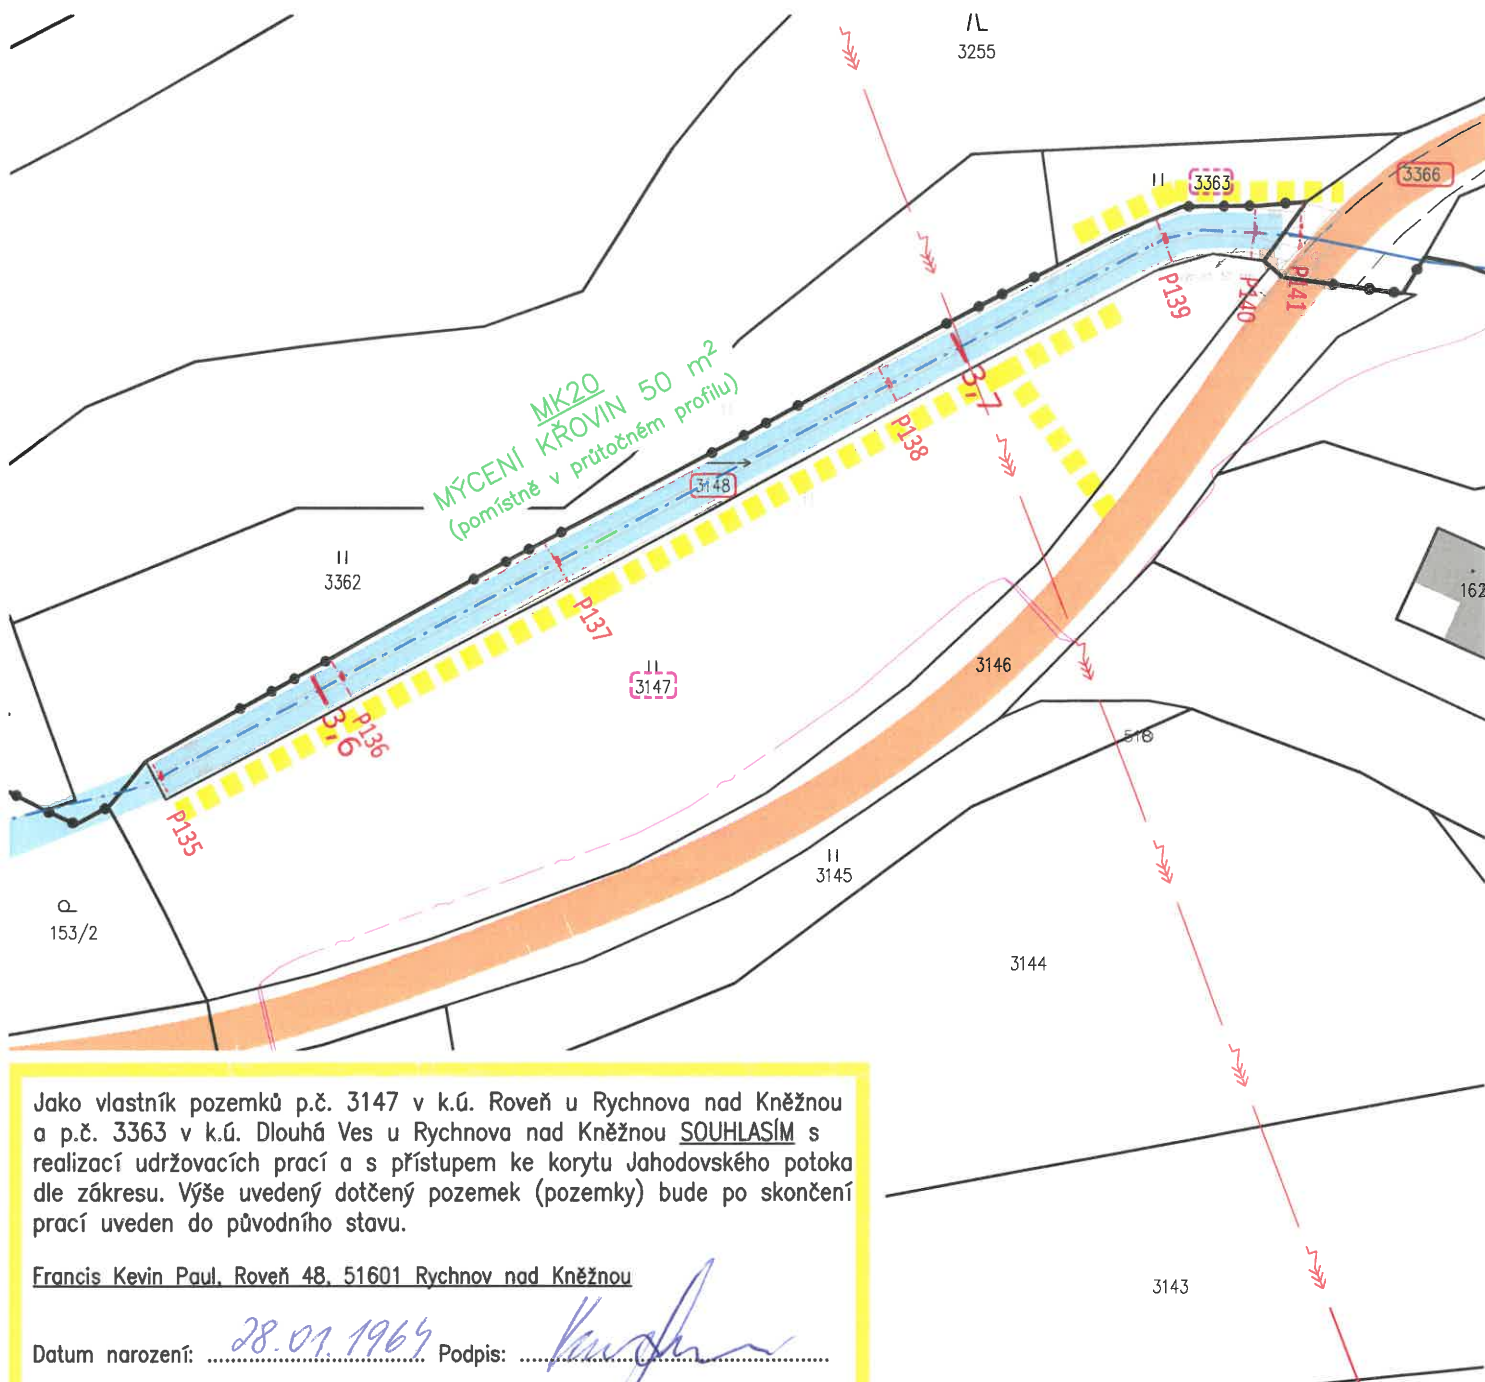 3255
3363
3366
P139
P140
P141
3,7
MK20
MÝCENÍ KŘOVIN 50 m²
(pomístně v průtočném profilu)
P138
3148
3362
P137
162
3147
3146
3,6
P136
518
P135
3145
153/2
3144
3143
Jako vlastník pozemků p.č. 3147 v k.ú. Roveň u Rychnova nad Kněžnou
a p.č. 3363 v k.ú. Dlouhá Ves u Rychnova nad Kněžnou SOUHLASÍM s
realizací udržovacích prací a s přístupem ke korytu Jahodovského potoka
dle zákresu. Výše uvedený dotčený pozemek (pozemky) bude po skončení
prací uveden do původního stavu.
Francis Kevin Paul, Roveň 48, 51601 Rychnov nad Kněžnou
Datum narození: 28.01.1964 Podpis: